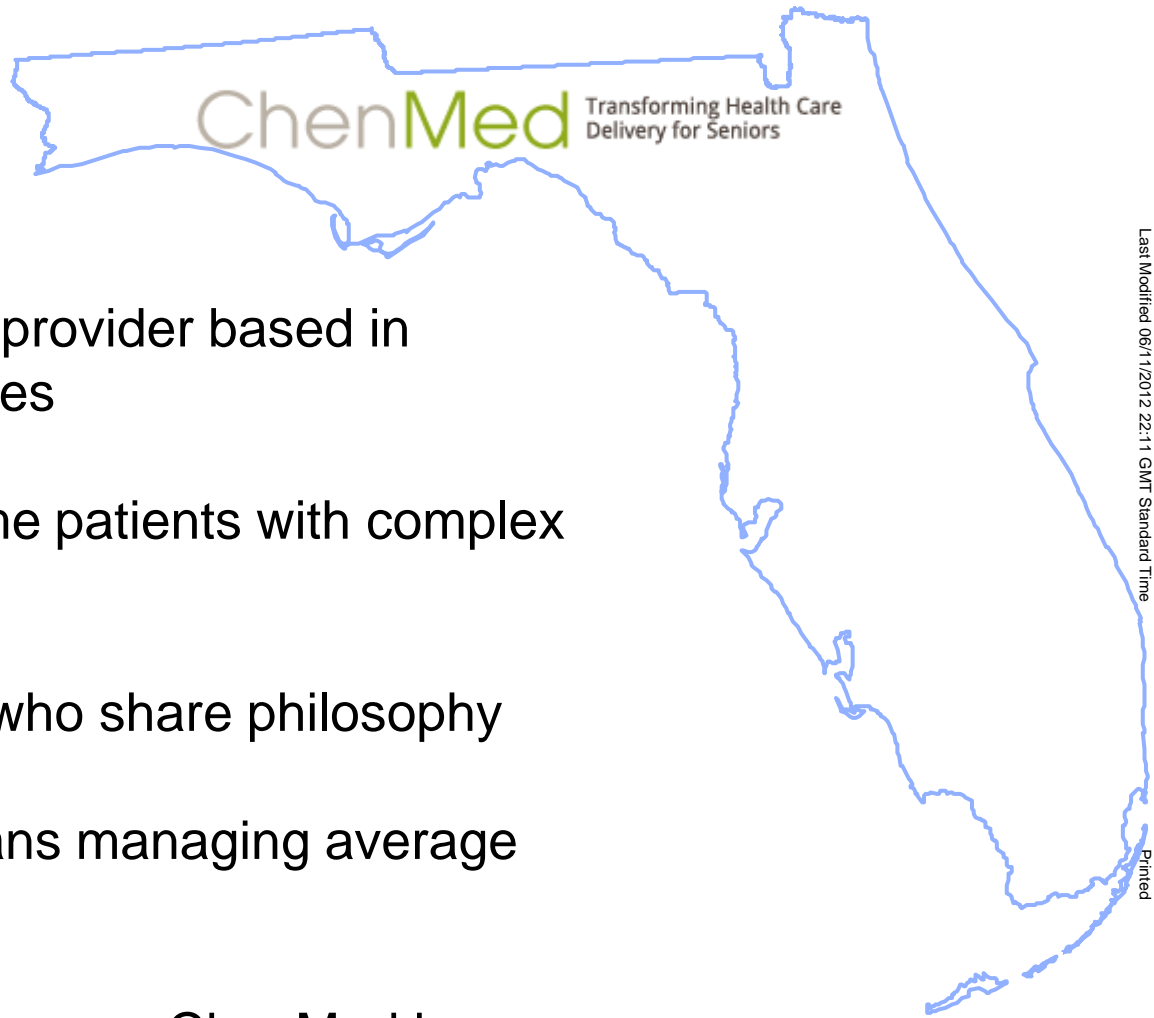 ChenMed
Transforming Health Care
Delivery for Seniors
provider based in
es
ne patients with complex
who share philosophy
ans managing average
Last Modified 06/11/2012 22:11 GMT Standard Time
Printed